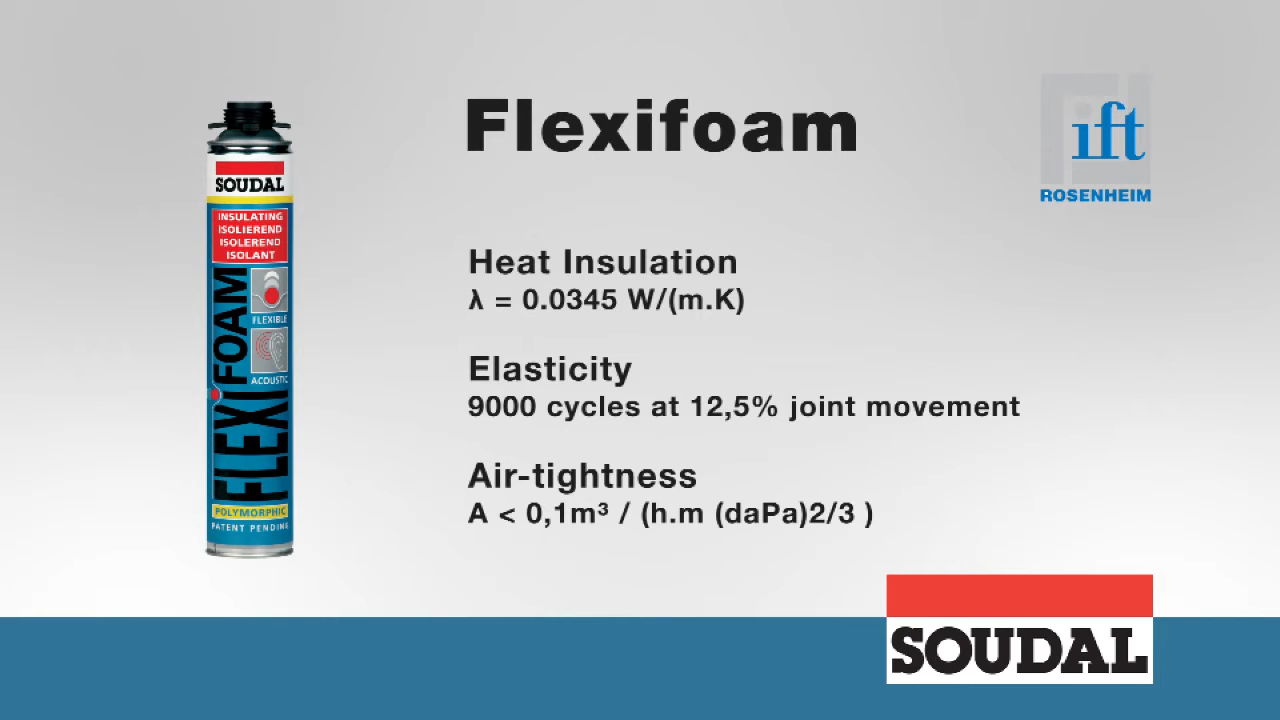 Flexifoam
ift
ROSENHEIM
SOUDAL
INSULATING
ISOLIEREND
ISOLEREND
ISOLANT
FLEXIBLE
ACOUSTIC
FLEXIFOAM
POLYMORPHIC
PATENT PENDING
Heat Insulation
λ = 0.0345 W/(m.K)
Elasticity
9000 cycles at 12,5% joint movement
Air-tightness
A < 0,1m³ / (h.m (daPa)2/3 )
SOUDAL